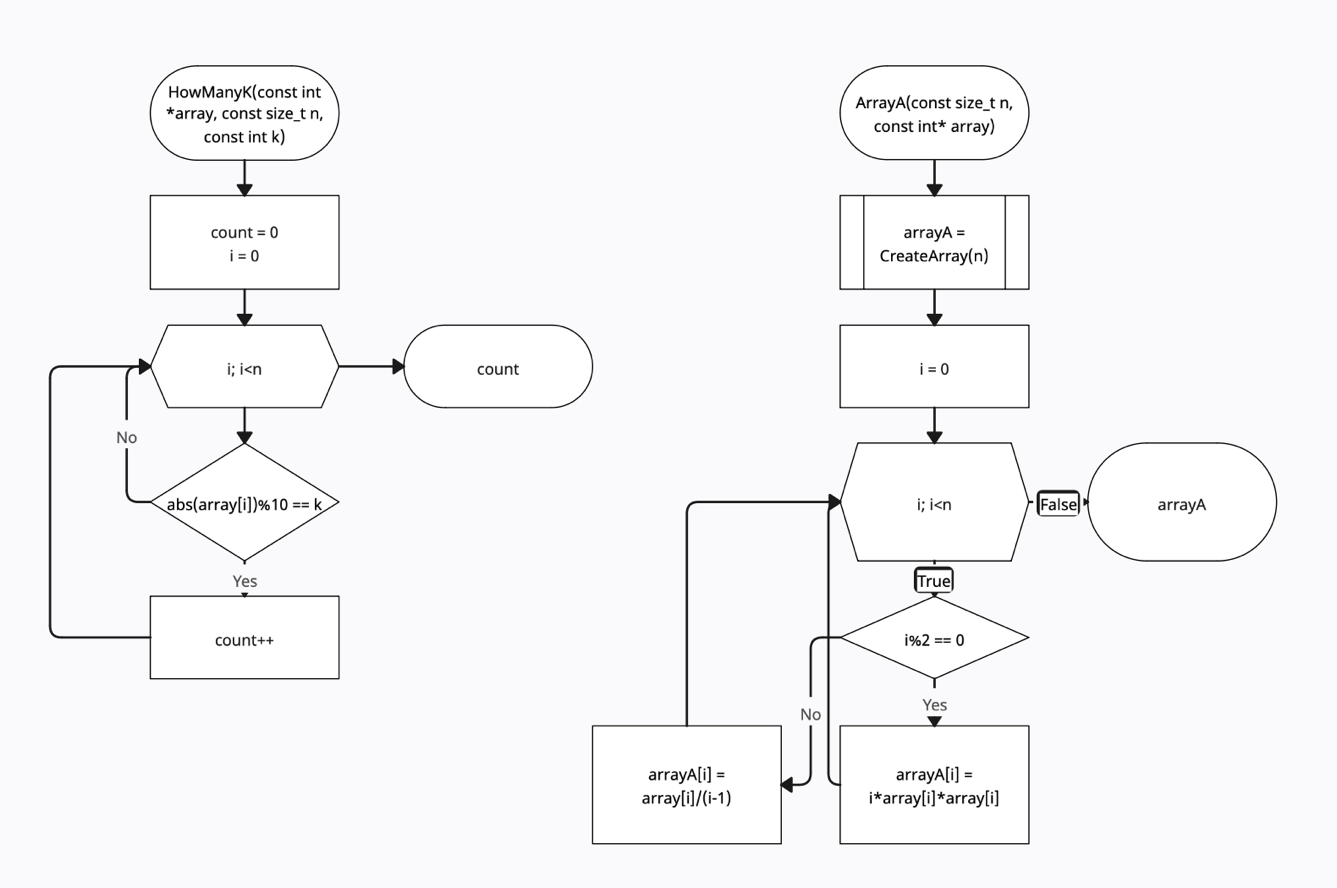 HowManyK(const int
*array, const size_t n,
const int k)
count = 0
i = 0
i; i<n
count
No
abs(array[i])%10 == k
Yes
count++
ArrayA(const size_t n,
const int* array)
arrayA =
CreateArray(n)
i = 0
i; i<n
False
arrayA
True
i%2 == 0
No
Yes
arrayA[i] =
array[i]/(i-1)
arrayA[i] =
i*array[i]*array[i]